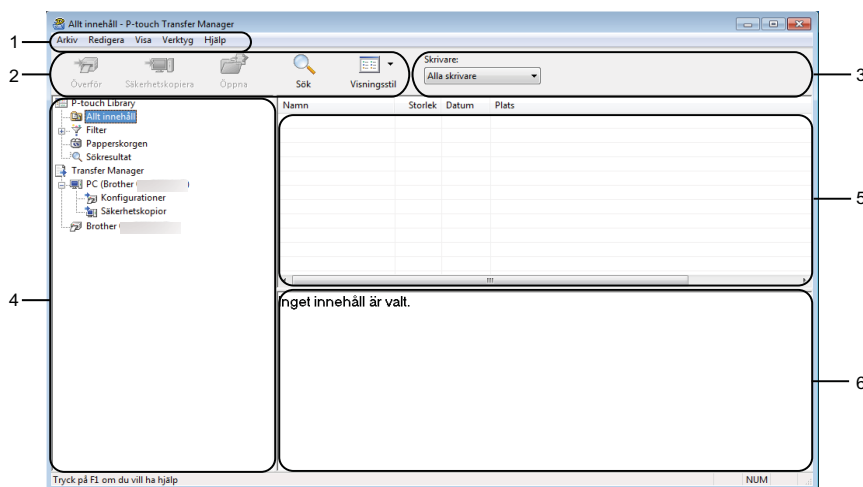 Allt innehåll - P-touch Transfer Manager
1
Arkiv Redigera Visa Verktyg Hjälp
2
Överför Säkerhetskopiera Öppna Sök Visningsstil
Skrivare:
Alla skrivare
3
P-touch Library
Allt innehåll
Filter
Papperskorgen
Sökresultat
Transfer Manager
PC (Brother )
Konfigurationer
Säkerhetskopior
Brother
4
Namn Storlek Datum Plats
5
nget innehåll är valt.
6
Tryck på F1 om du vill ha hjälp
NUM